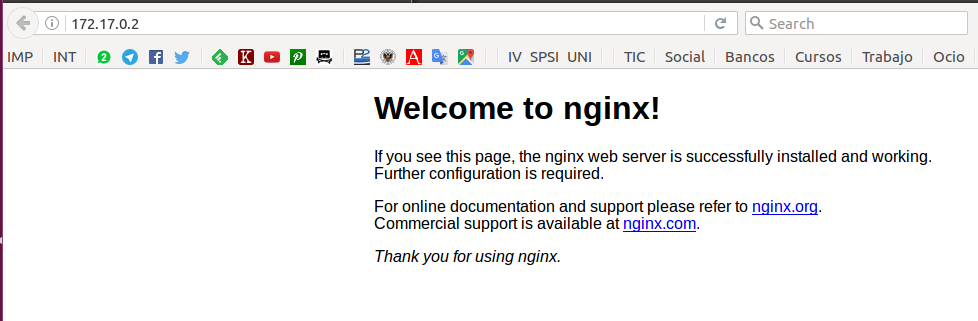 172.17.0.2
Search
IMP INT IV SPSI UNI TIC Social Bancos Cursos Trabajo Ocio
Welcome to nginx!
If you see this page, the nginx web server is successfully installed and working.
Further configuration is required.
For online documentation and support please refer to nginx.org.
Commercial support is available at nginx.com.
Thank you for using nginx.